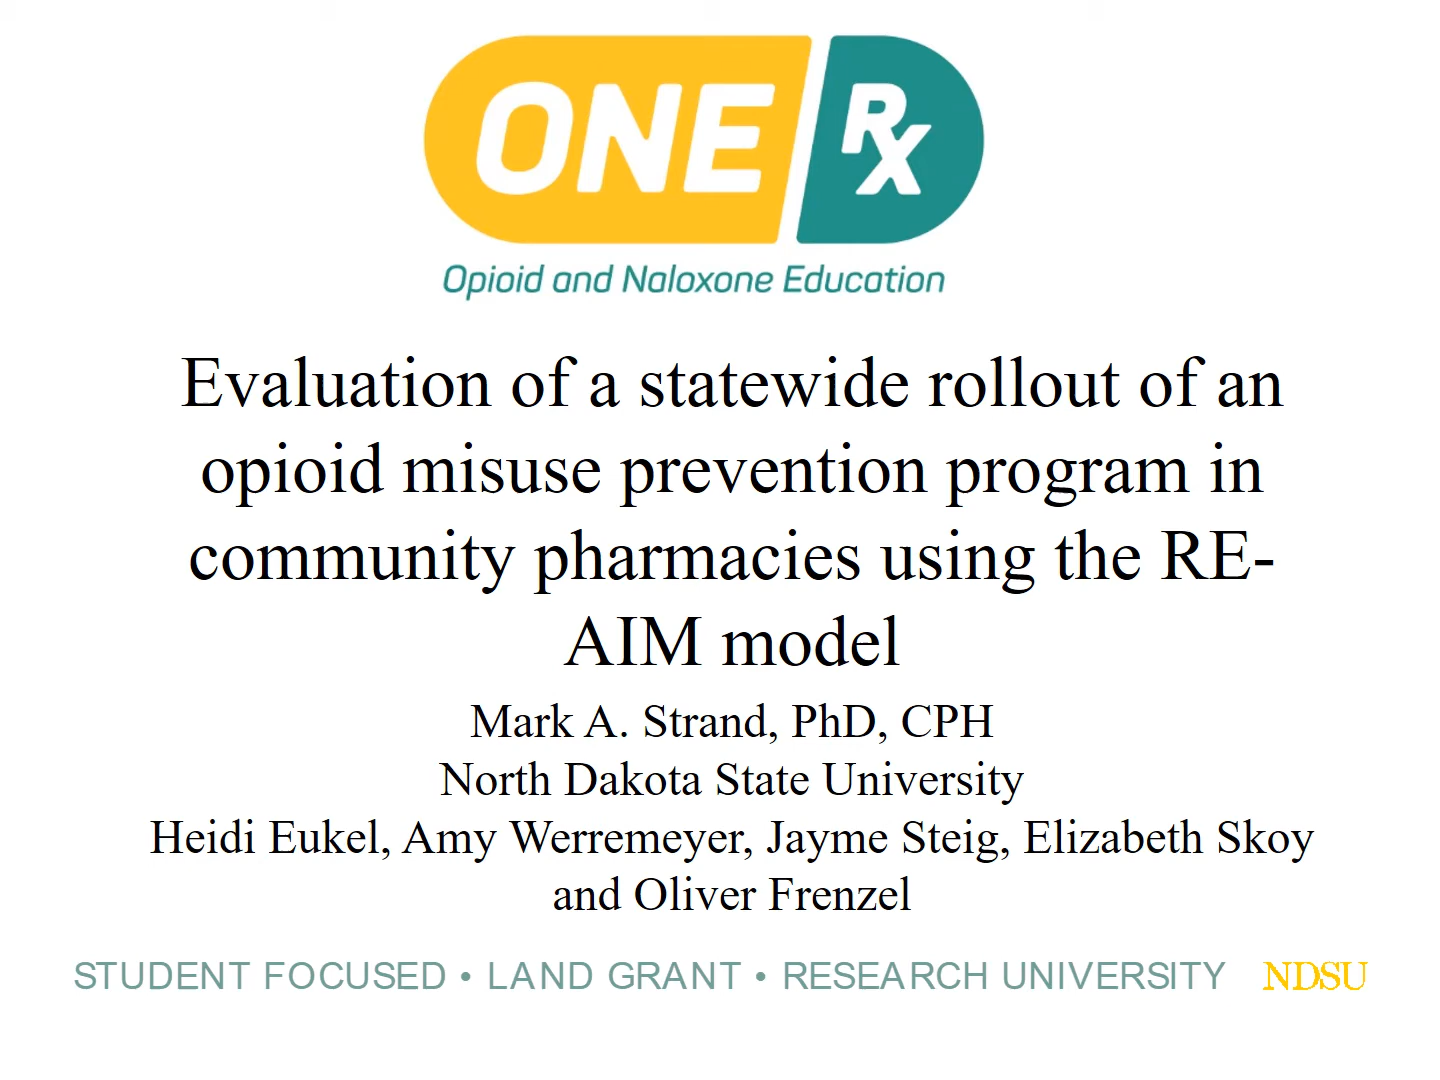 ONE Rx
Opioid and Naloxone Education
Evaluation of a statewide rollout of an
opioid misuse prevention program in
community pharmacies using the RE-
AIM model
Mark A. Strand, PhD, CPH
North Dakota State University
Heidi Eukel, Amy Werremeyer, Jayme Steig, Elizabeth Skoy
and Oliver Frenzel
STUDENT FOCUSED • LAND GRANT • RESEARCH UNIVERSITY NDSU